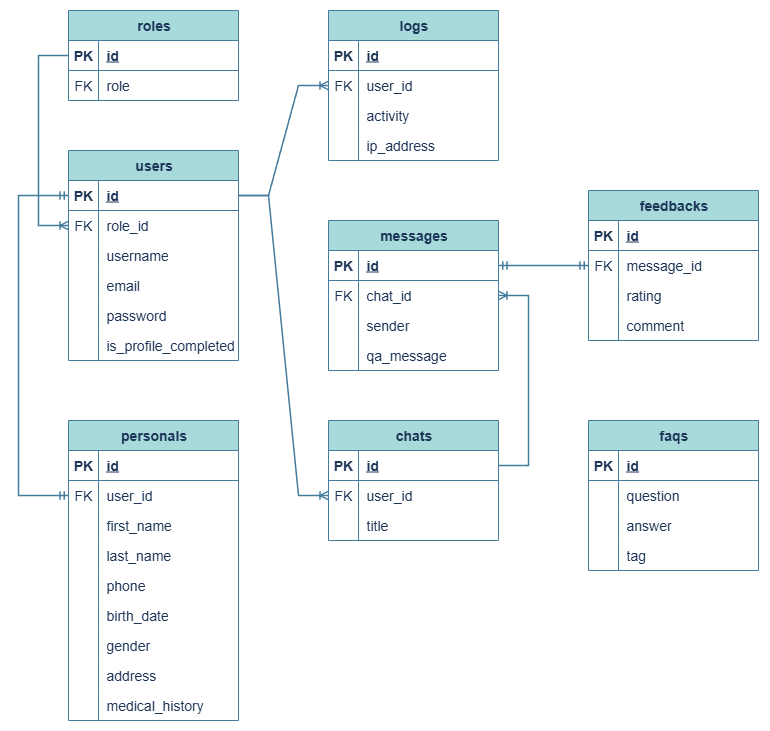 roles
PK id
FK role
users
PK id
FK role_id
username
email
password
is_profile_completed
personals
PK id
FK user_id
first_name
last_name
phone
birth_date
gender
address
medical_history
logs
PK id
FK user_id
activity
ip_address
messages
PK id
FK chat_id
sender
qa_message
chats
PK id
FK user_id
title
feedbacks
PK id
FK message_id
rating
comment
faqs
PK id
question
answer
tag